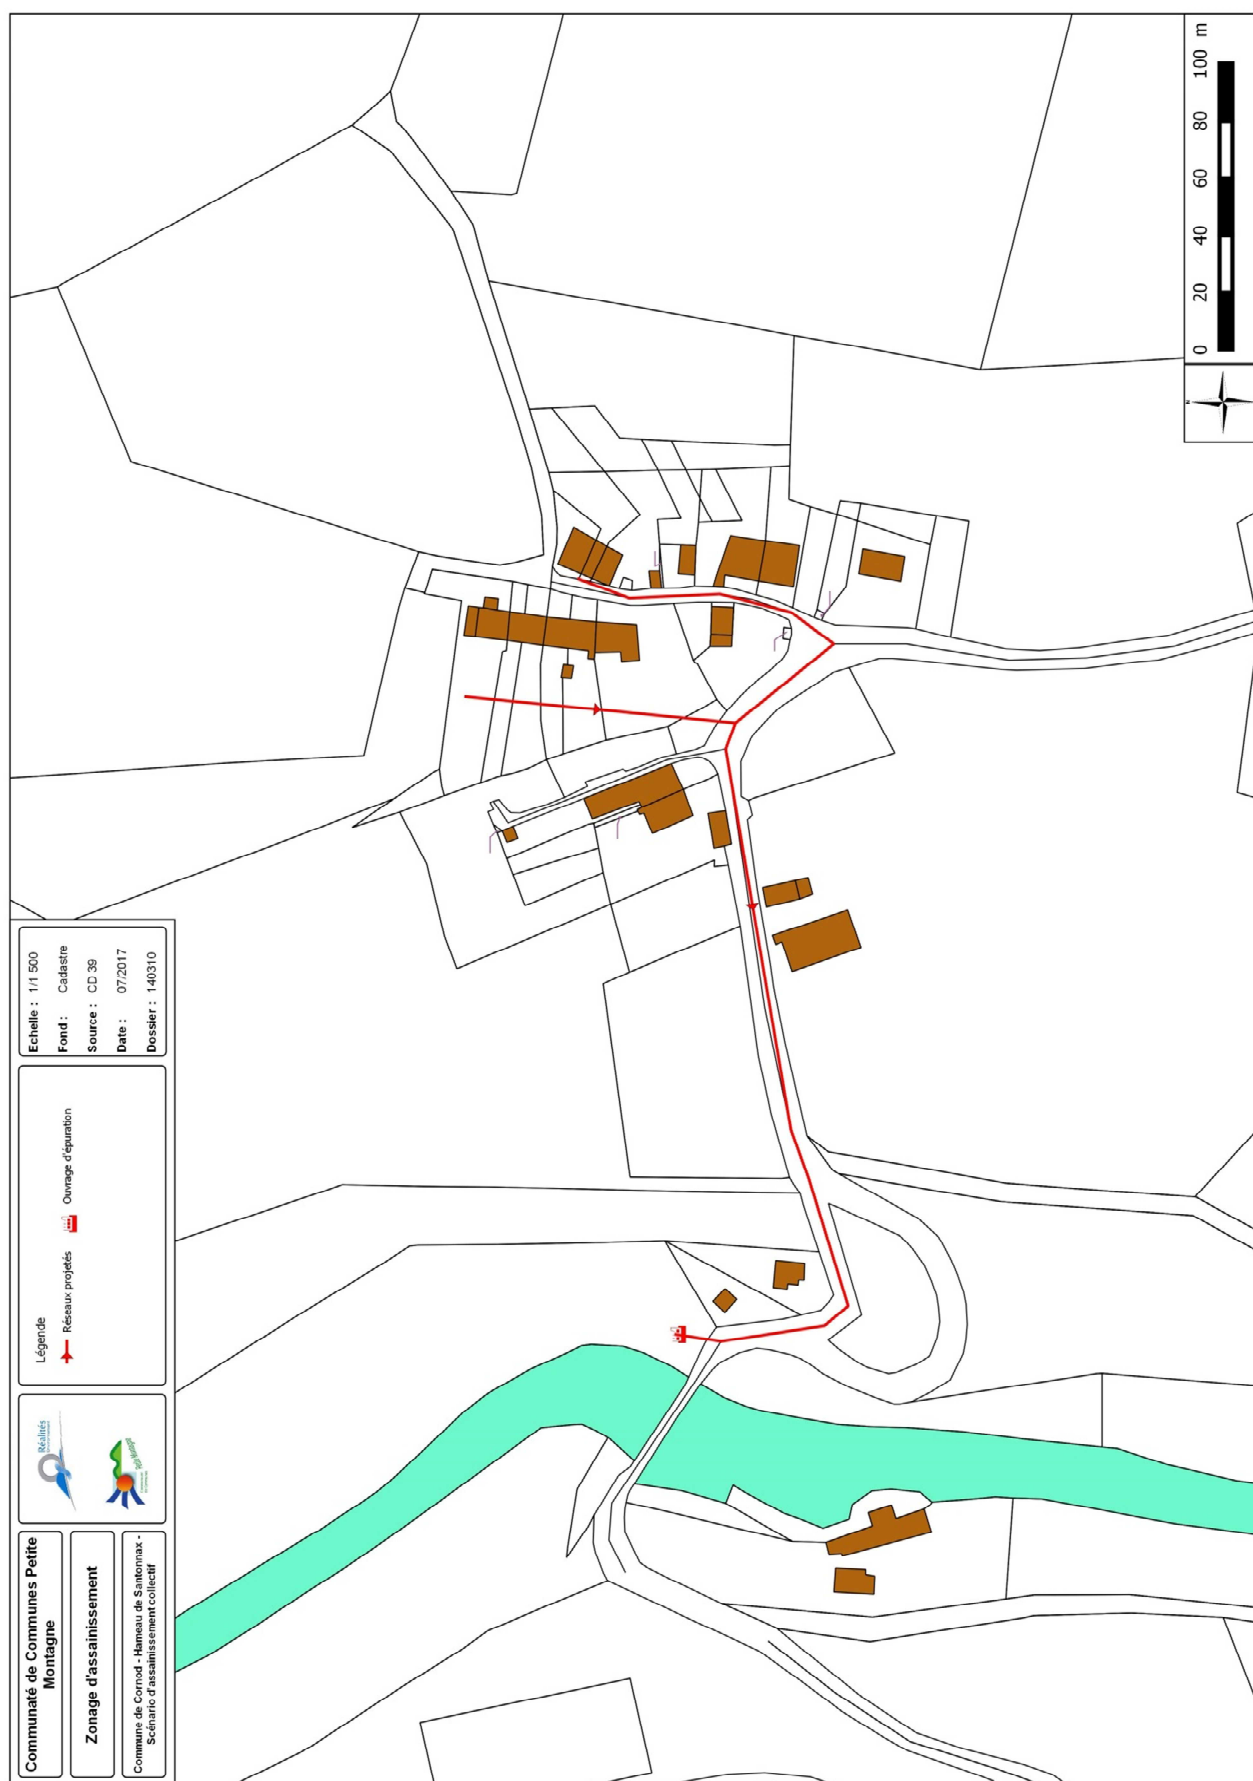 Communauté de Communes Petite
Montagne
Zonage d'assainissement
Commune de Cornod - Hameau de Santonnax -
Scénario d'assainissement collectif
Réalités
Légende
Réseaux projetés
Ouvrage d'épuration
Echelle : 1/1 500
Fond : Cadastre
Source : CD 39
Date : 07/2017
Dossier : 140310
0 20 40 60 80 100 m